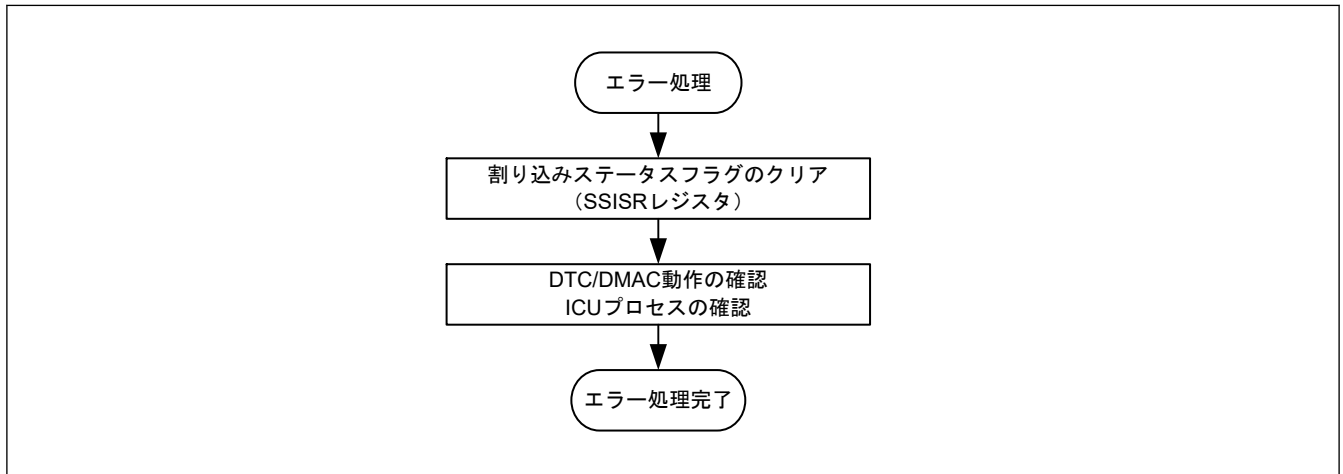 エラー処理
割り込みステータスフラグのクリア
（SSISRレジスタ）
DTC/DMAC動作の確認
ICUプロセスの確認
エラー処理完了